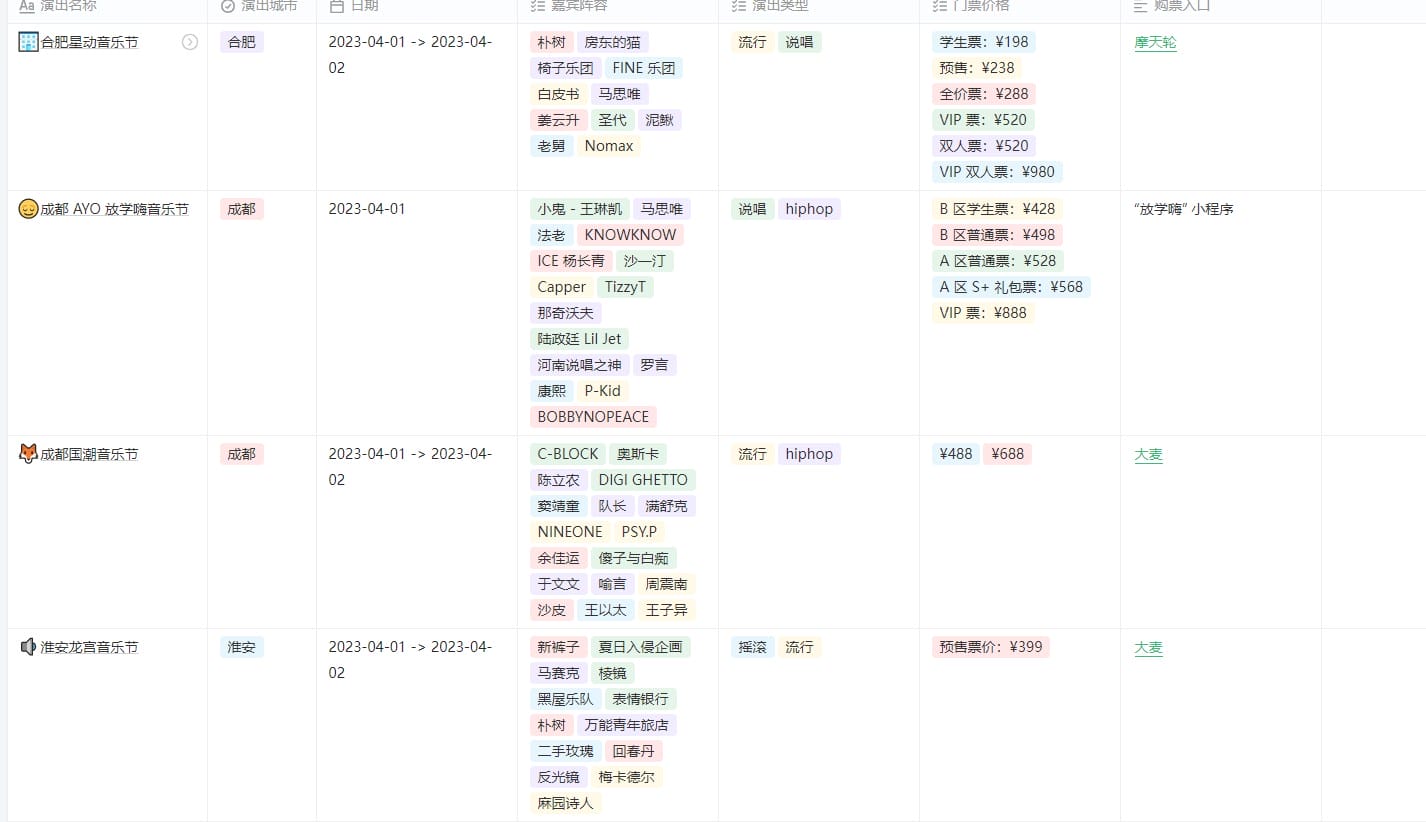 Aa 演出名称 演出城市 日期 嘉宾阵容 演出类型 门票价格 购票入口
合肥星动音乐节 合肥 2023-04-01 -> 2023-04- 朴树 房东的猫 流行 说唱 学生票：¥198 摩天轮
02 椅子乐团 FINE 乐团 预售：¥238
白皮书 马思唯 全价票：¥288
姜云升 圣代 泥鳅 VIP 票：¥520
老舅 Nomax 双人票：¥520
VIP 双人票：¥980
成都 AYO 放学嗨音乐节 成都 2023-04-01 小鬼 - 王琳凯 马思唯 说唱 hiphop B 区学生票：¥428 “放学嗨” 小程序
法老 KNOWKNOW B 区普通票：¥498
ICE 杨长青 沙一汀 A 区普通票：¥528
Capper TizzyT A 区 S+ 礼包票：¥568
那奇沃夫 VIP 票：¥888
陆政廷 Lil Jet
河南说唱之神 罗言
康熙 P-Kid
BOBBYNOPEACE
成都国潮音乐节 成都 2023-04-01 -> 2023-04- C-BLOCK 奥斯卡 流行 hiphop ¥488 ¥688 大麦
02 陈立农 DIGI GHETTO
窦靖童 队长 满舒克
NINEONE PSY.P
余佳运 傻子与白痴
于文文 喻言 周震南
沙皮 王以太 王子异
淮安龙宫音乐节 淮安 2023-04-01 -> 2023-04- 新裤子 夏日入侵企画 摇滚 流行 预售票价：¥399 大麦
02 马赛克 棱镜
黑屋乐队 表情银行
朴树 万能青年旅店
二手玫瑰 回春丹
反光镜 梅卡德尔
麻园诗人